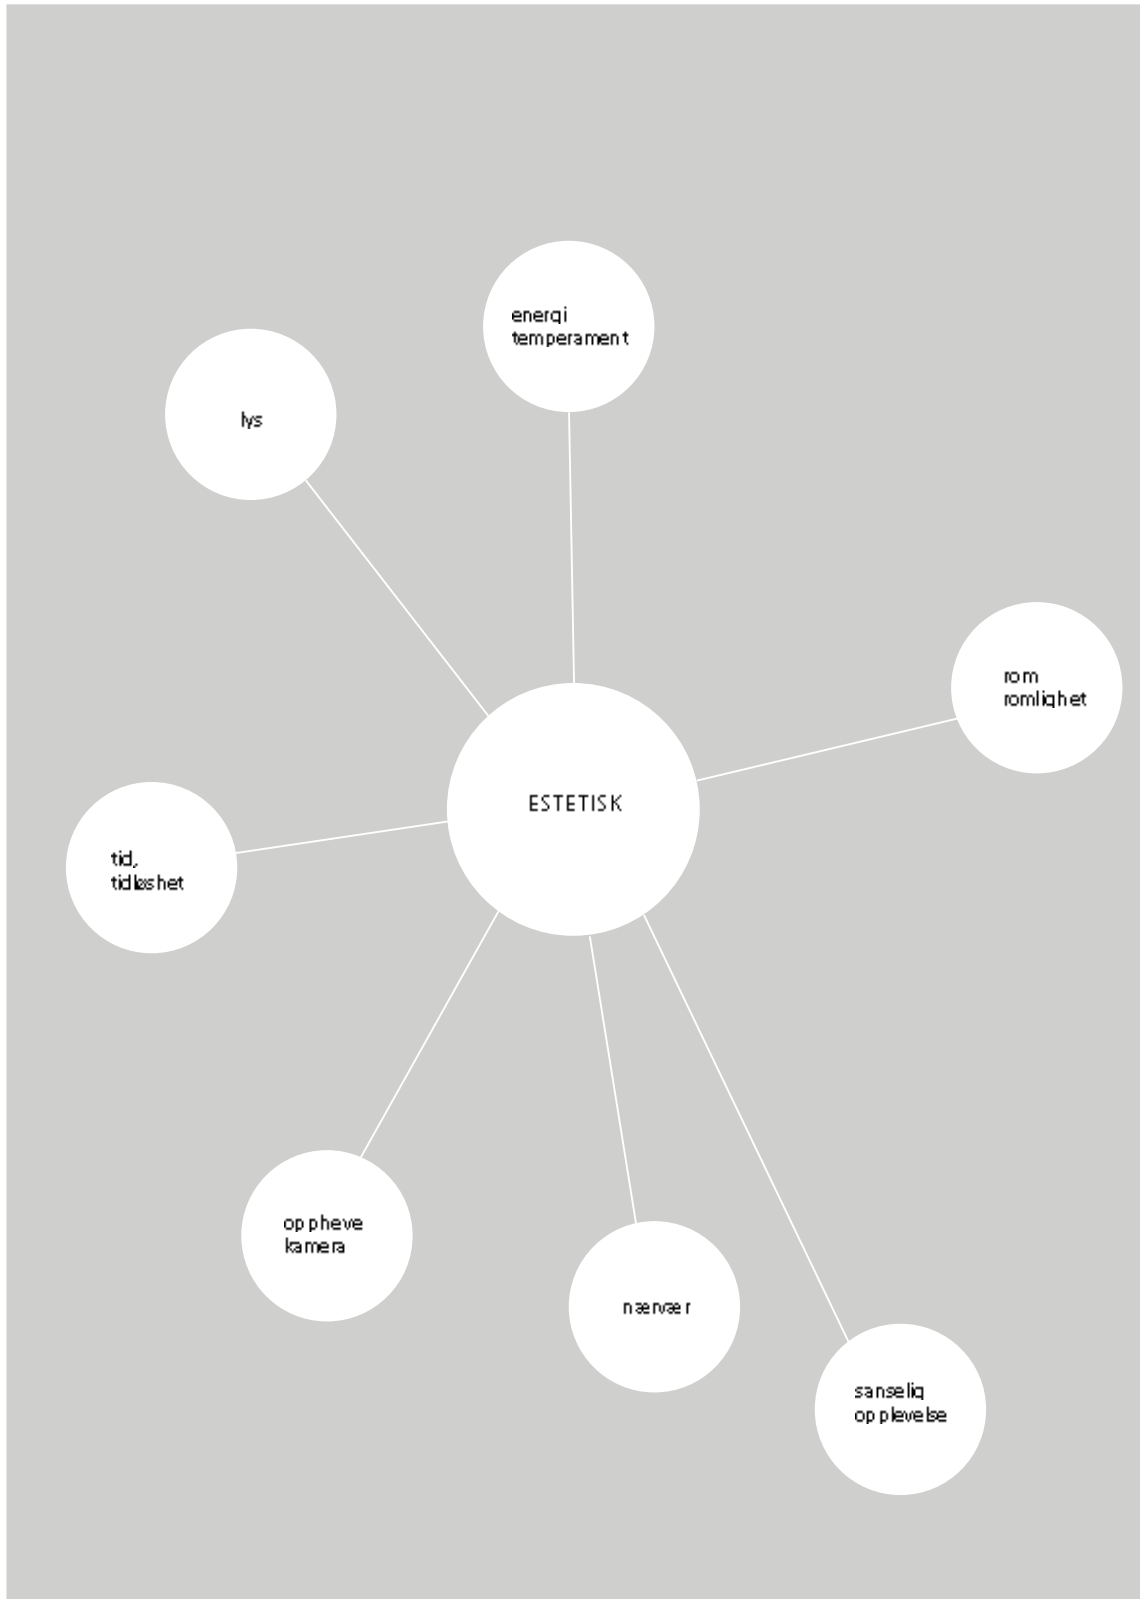 energi
temperament
lys
rom
romlighet
ESTETISK
tid,
tidløshet
oppheve
kamera
nærvær
sanselig
opplevelse